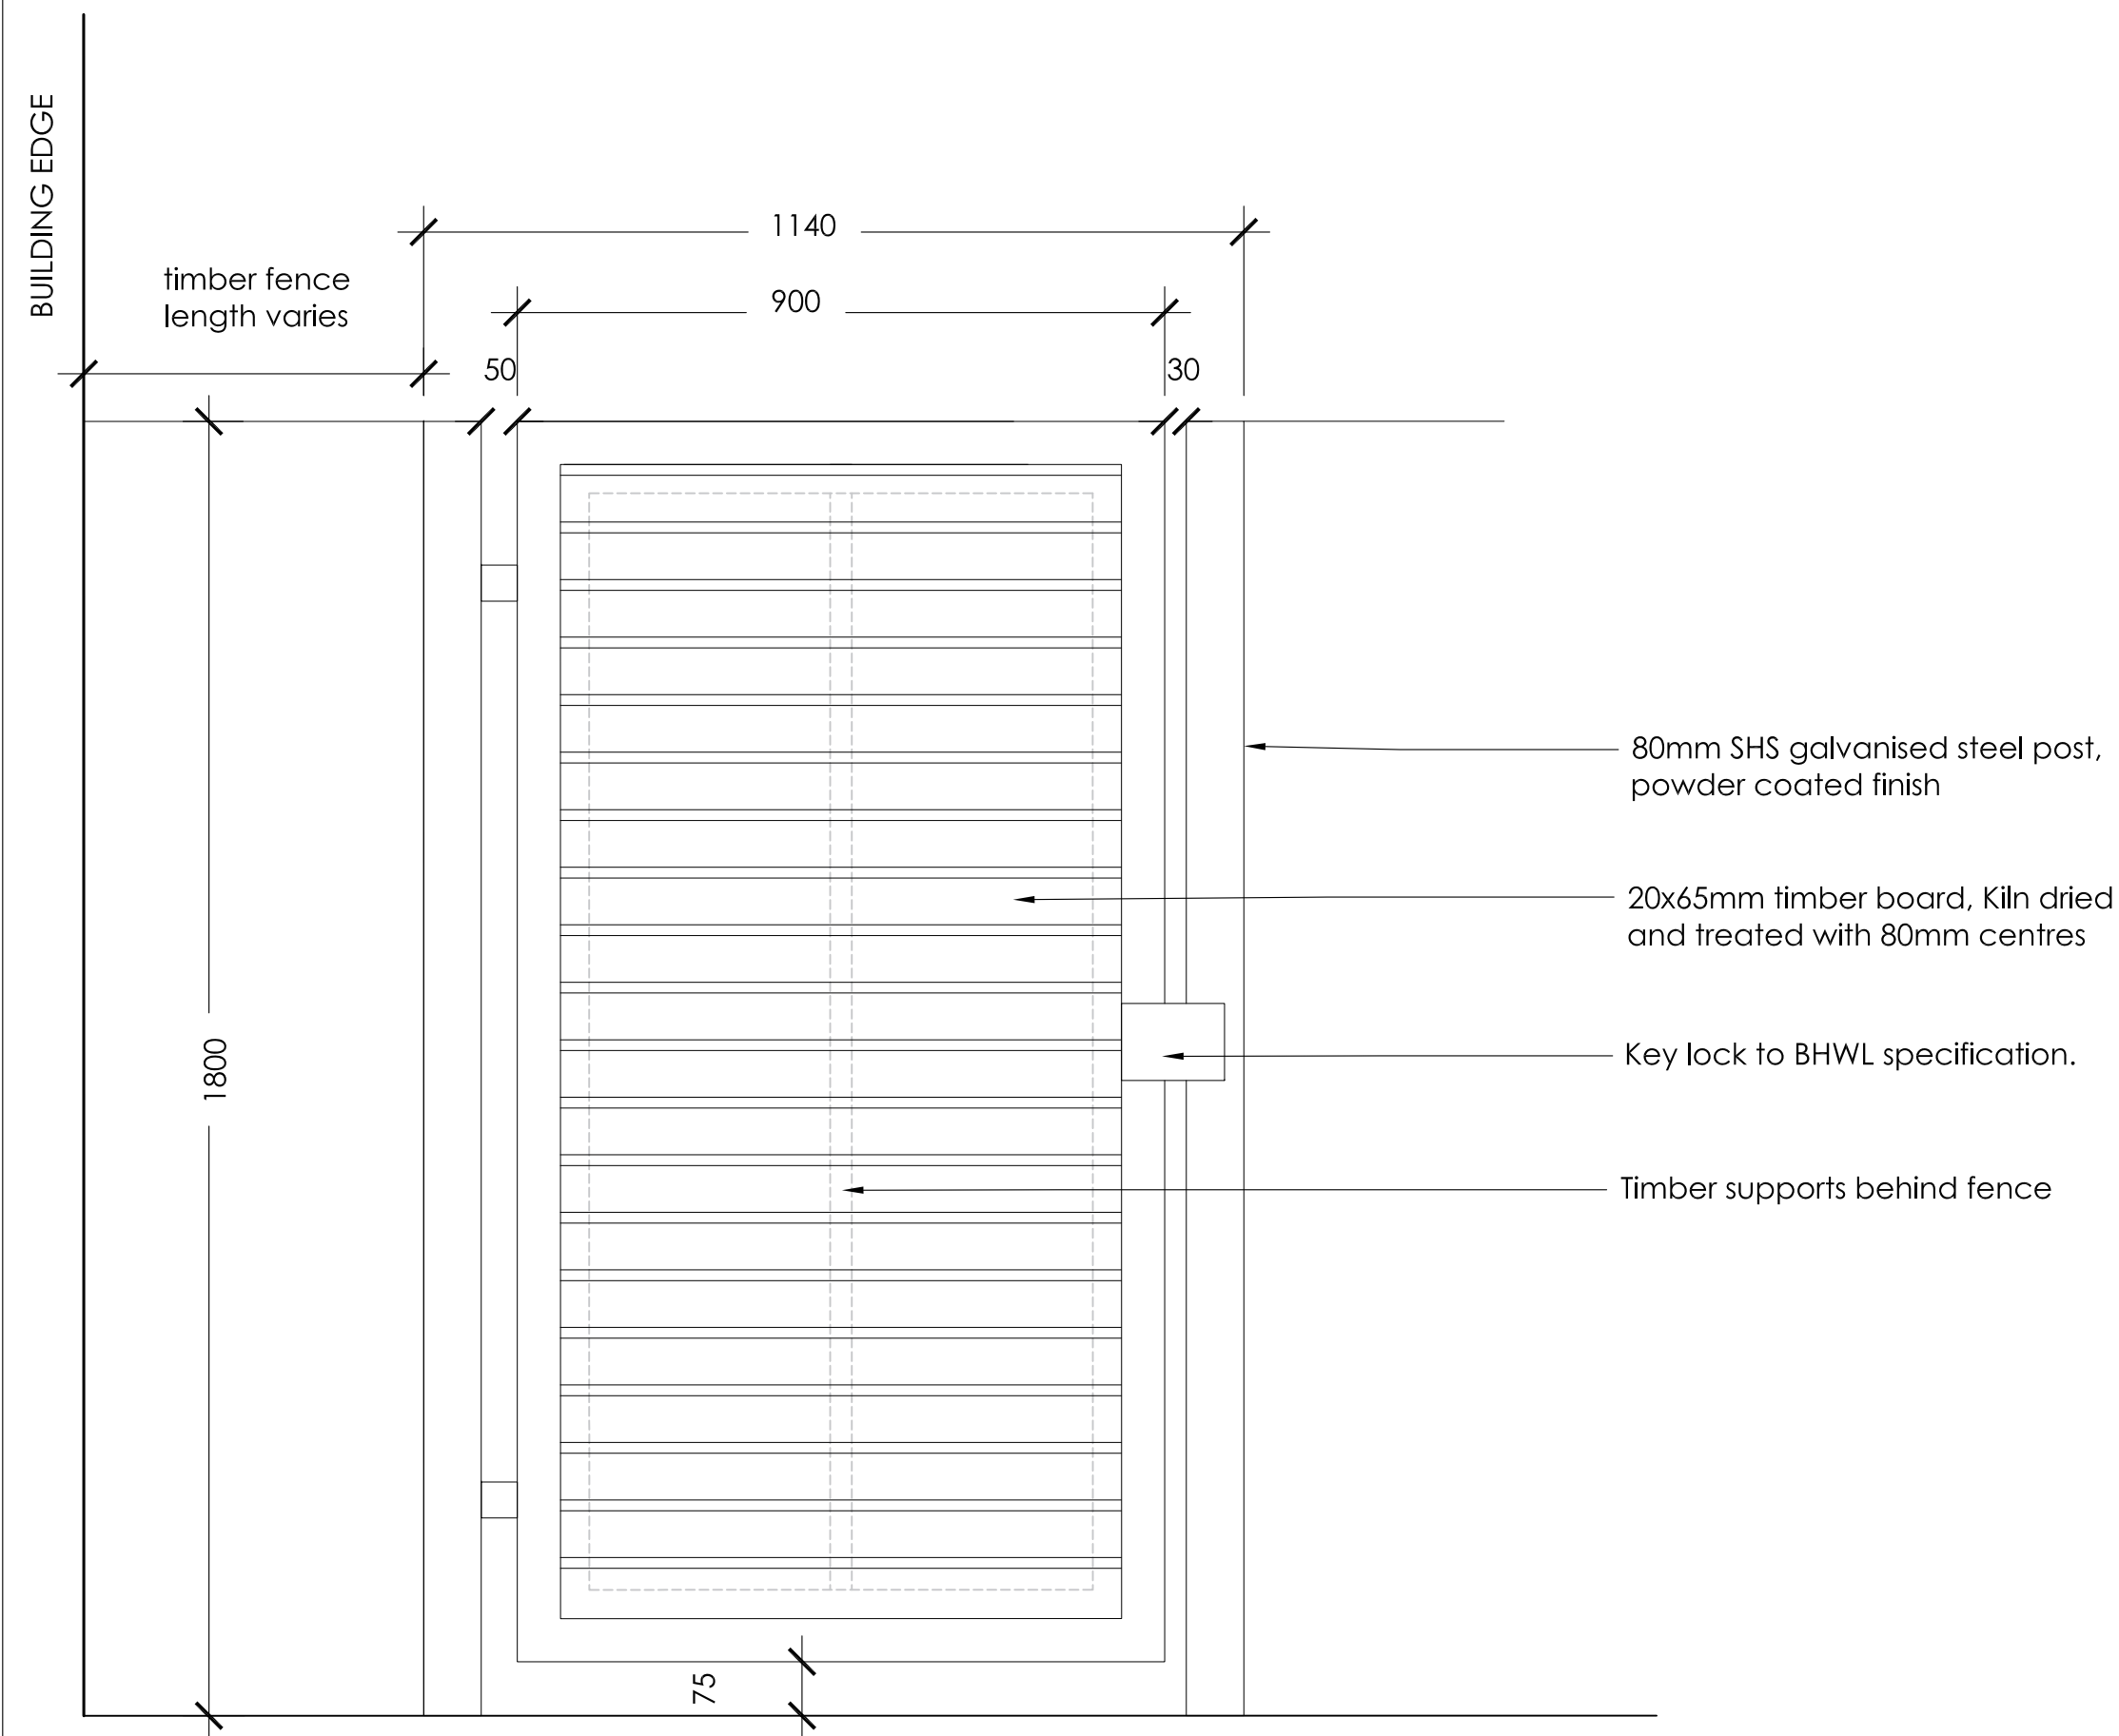 BUILDING EDGE
1140
timber fence
length varies
900
50
30
80mm SHS galvanised steel post,
powder coated finish
20x65mm timber board, Kiln dried
and treated with 80mm centres
Key lock to BHWL specification.
1800
Timber supports behind fence
75